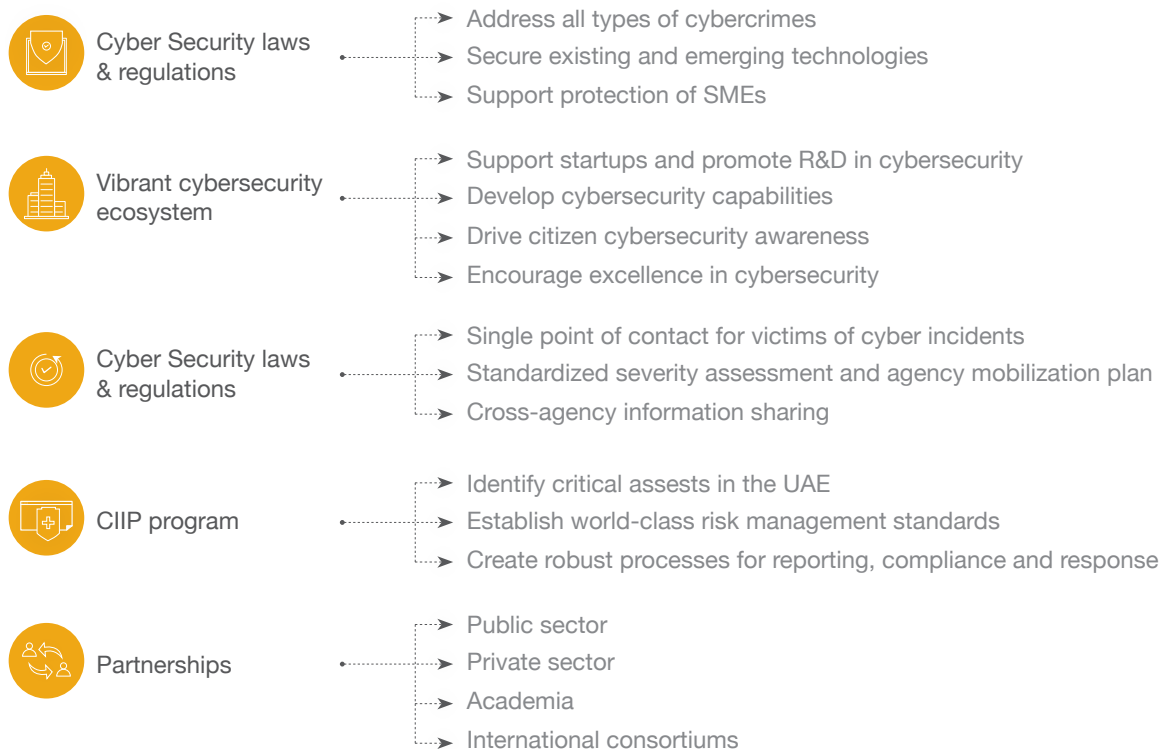 Cyber Security laws
& regulations
Address all types of cybercrimes
Secure existing and emerging technologies
Support protection of SMEs
Vibrant cybersecurity
ecosystem
Support startups and promote R&D in cybersecurity
Develop cybersecurity capabilities
Drive citizen cybersecurity awareness
Encourage excellence in cybersecurity
Cyber Security laws
& regulations
Single point of contact for victims of cyber incidents
Standardized severity assessment and agency mobilization plan
Cross-agency information sharing
CIIP program
Identify critical assests in the UAE
Establish world-class risk management standards
Create robust processes for reporting, compliance and response
Partnerships
Public sector
Private sector
Academia
International consortiums